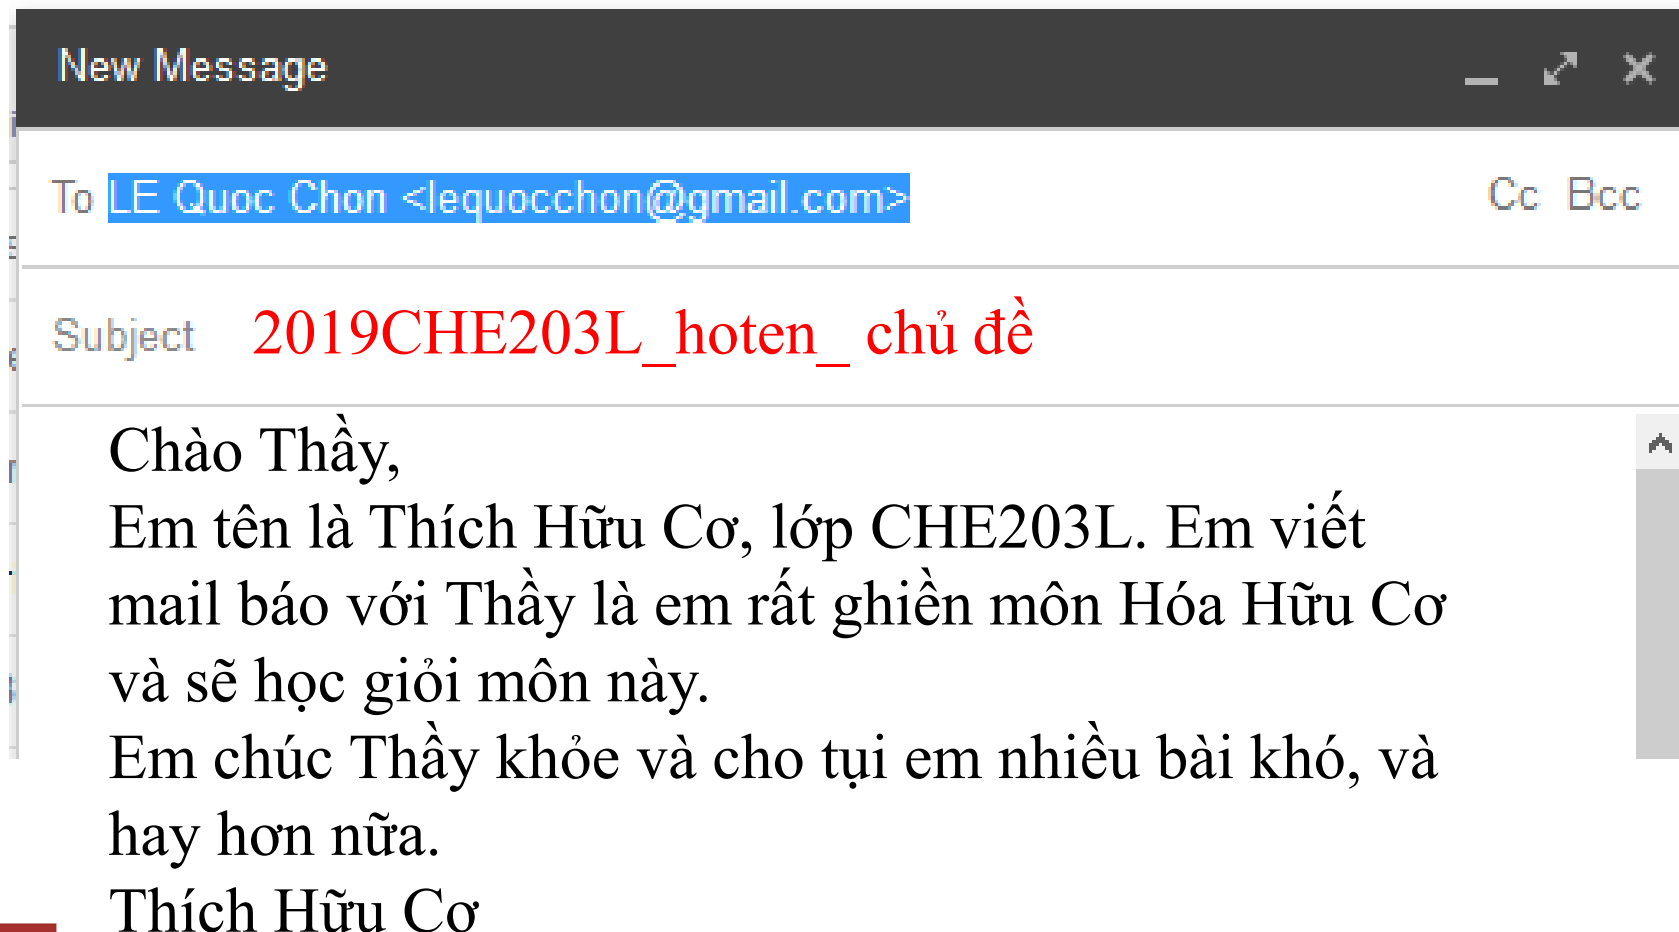 New Message
To LE Quoc Chon <lequocchon@gmail.com> Cc Bcc
Subject 2019CHE203L_hoten_ chủ đề
Chào Thầy,
Em tên là Thích Hữu Cơ, lớp CHE203L. Em viết
mail báo với Thầy là em rất ghiền môn Hóa Hữu Cơ
và sẽ học giỏi môn này.
Em chúc Thầy khỏe và cho tụi em nhiều bài khó, và
hay hơn nữa.
Thích Hữu Cơ